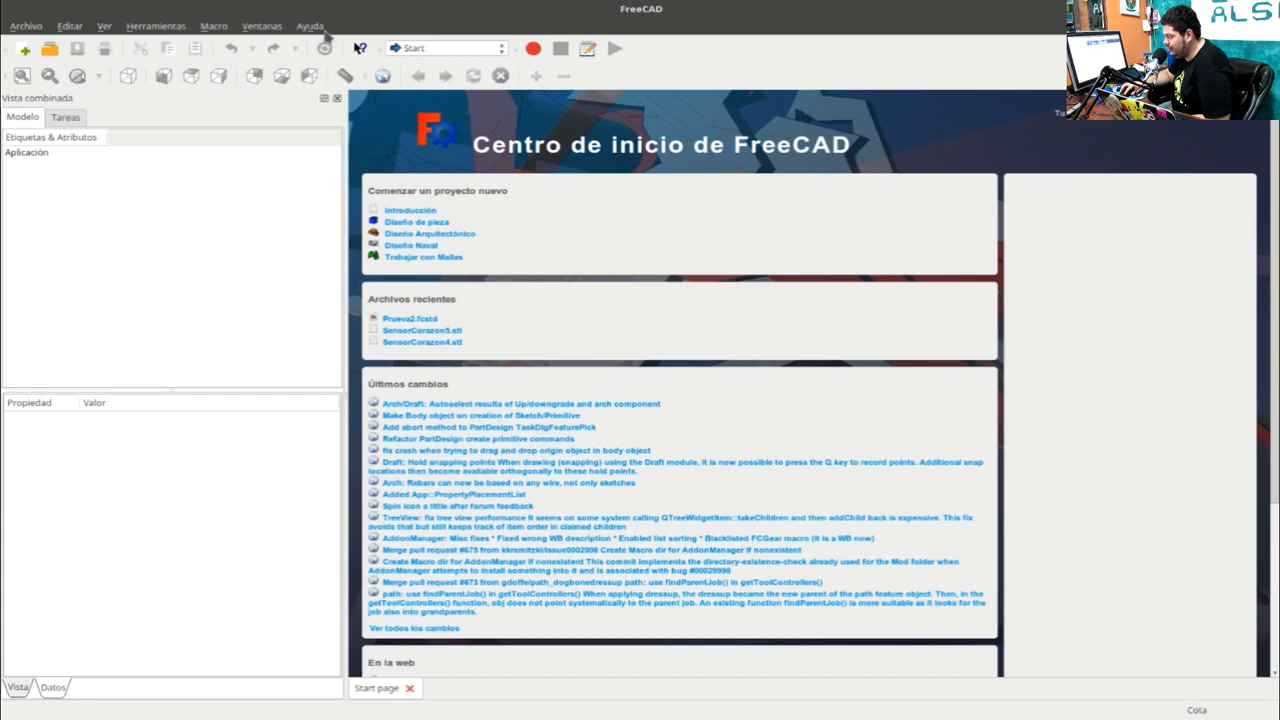 FreeCAD
Archivo Editar Ver Herramientas Macro Ventanas Ayuda
Start
ALS
Vista combinada
Modelo Tareas
Etiquetas & Atributos
Aplicación
Propiedad Valor
Vista Datos
Tu
Centro de inicio de FreeCAD
Comenzar un proyecto nuevo
Introducción
Diseño de pieza
Diseño Arquitectónico
Diseño Naval
Trabajar con Mallas
Archivos recientes
Prueva2.fcstd
SensorCorazon5.stl
SensorCorazon4.stl
Últimos cambios
Arch/Draft: Autoselect results of Up/downgrade and arch component
Make Body object on creation of Sketch/Primitive
Add abort method to PartDesign TaskDlgFeaturePick
Refactor PartDesign create primitive commands
fix crash when trying to drag and drop origin object in body object
Draft: Hold snapping points When drawing (snapping) using the Draft module, it is now possible to press the Q key to record points. Additional snap
locations then become available orthogonally to these hold points.
Arch: Rebars can now be based on any wire, not only sketches
Added App::PropertyPlacementList
Spin icon a little after forum feedback
TreeView: fix tree view performance It seems on some system calling QTreeWidgetItem::takeChildren and then addChild back is expensive. This fix
avoids that but still keeps track of item order in claimed children
AddonManager: Misc fixes * Fixed wrong WB description * Enabled list sorting * Blacklisted FCGear macro (it is a WB now)
Merge pull request #675 from kkremitzki/issue0002998 Create Macro dir for AddonManager if nonexistent
Create Macro dir for AddonManager if nonexistent This commit implements the directory-existence-check already used for the Mod folder when
AddonManager attempts to install something into it and is associated with bug #00029998
Merge pull request #673 from gdoffe/path_dogbonedressup path: use findParentJob() in getToolControllers()
path: use findParentJob() in getToolControllers() When applying dressup, the dressup became the new parent of the path feature object. Then, in the
getToolControllers() function, obj does not point systematically to the parent job. An existing function findParentJob() is more suitable as it looks for the
job also into grandparents.
Ver todos los cambios
En la web
Start page
Cota